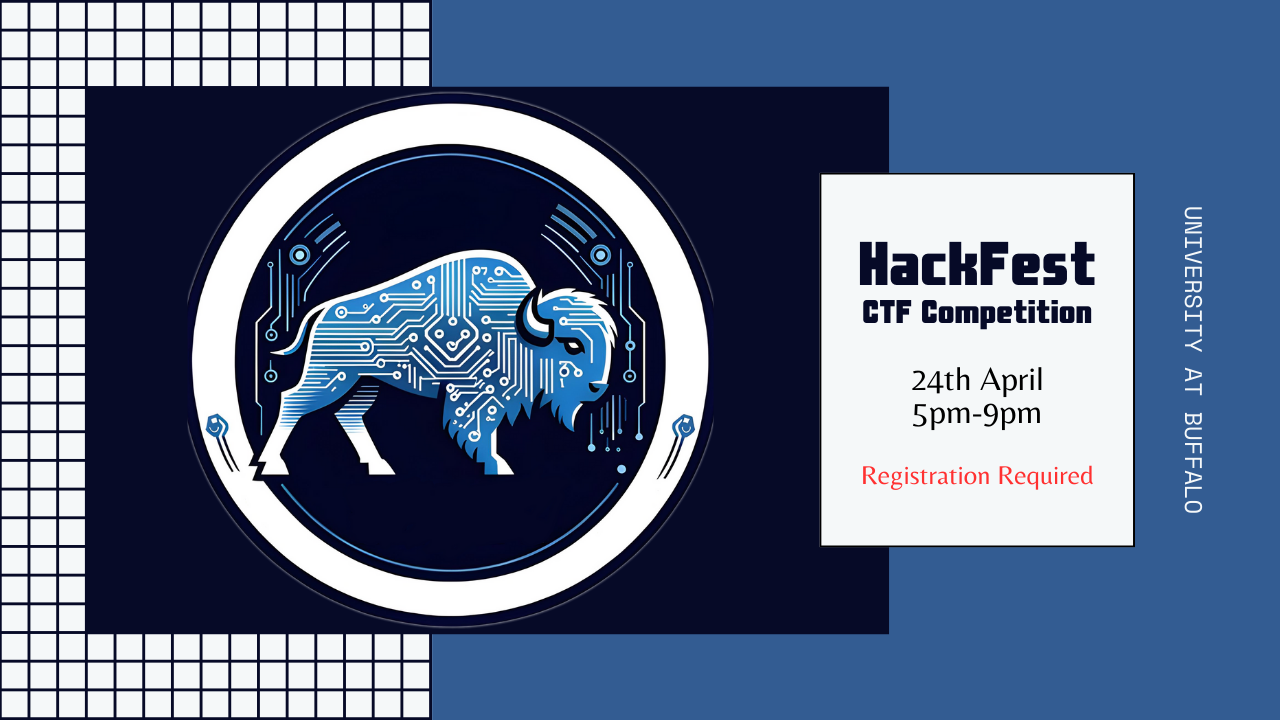 HackFest
CTF Competition
24th April
5pm-9pm
Registration Required
UNIVERSITY AT BUFFALO